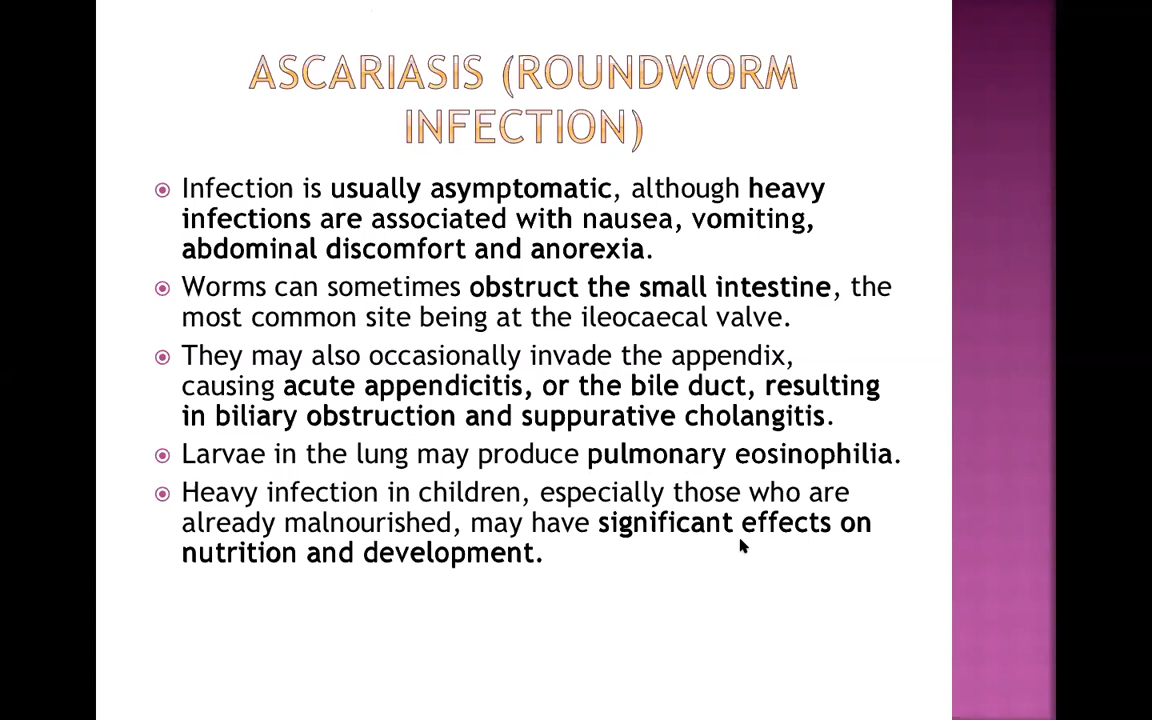 ASCARIASIS (ROUNDWORM
INFECTION)
Infection is usually asymptomatic, although heavy
infections are associated with nausea, vomiting,
abdominal discomfort and anorexia.
Worms can sometimes obstruct the small intestine, the
most common site being at the ileocaecal valve.
They may also occasionally invade the appendix,
causing acute appendicitis, or the bile duct, resulting
in biliary obstruction and suppurative cholangitis.
Larvae in the lung may produce pulmonary eosinophilia.
Heavy infection in children, especially those who are
already malnourished, may have significant effects on
nutrition and development.